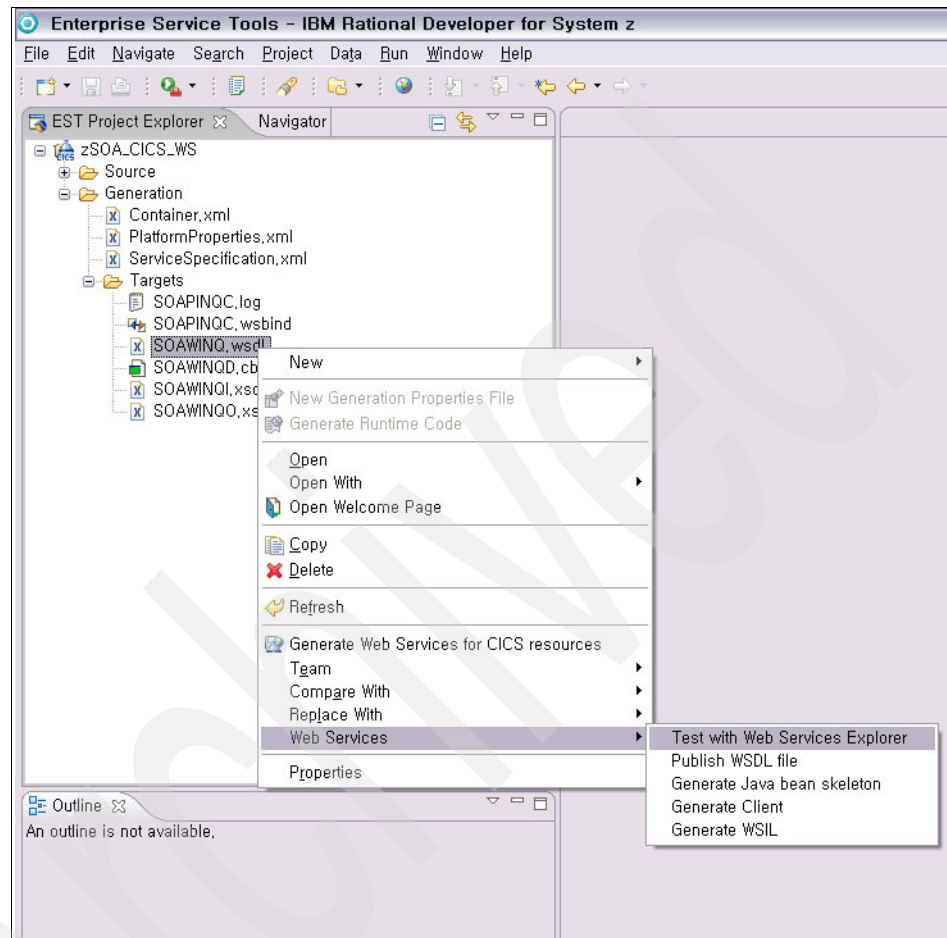 Enterprise Service Tools - IBM Rational Developer for System z
File Edit Navigate Search Project Data Run Window Help
EST Project Explorer Navigator
zSOA_CICS_WS
Source
Generation
Container.xml
PlatformProperties.xml
ServiceSpecification.xml
Targets
SOAPINQC.log
SOAPINQC.wsbind
SOAWINQ.wsdl
SOAWINQD.cb
SOAWINQI.xsd
SOAWINQO.xs
New
New Generation Properties File
Generate Runtime Code
Open
Open With
Open Welcome Page
Copy
Delete
Refresh
Generate Web Services for CICS resources
Team
Compare With
Replace With
Web Services
Properties
Test with Web Services Explorer
Publish WSDL file
Generate Java bean skeleton
Generate Client
Generate WSIL
Outline
An outline is not available.
Archived